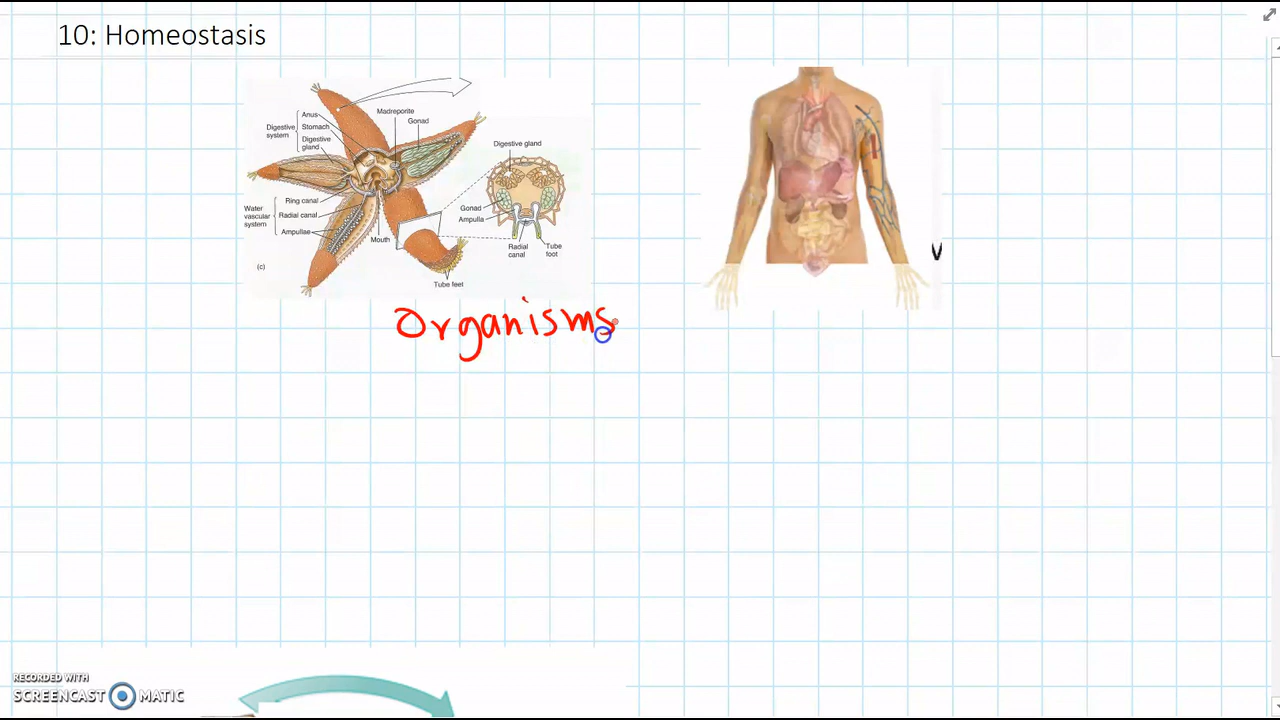 10: Homeostasis
Anus
Stomach
Digestive system
Digestive gland
Madreporite
Gonad
Ring canal
Water vascular system
Radial canal
Ampullae
Mouth
Tube feet
(c)
Digestive gland
Gonad
Ampulla
Radial canal
Tube foot
V
Organisms
RECORDED WITH
SCREENCAST MATIC